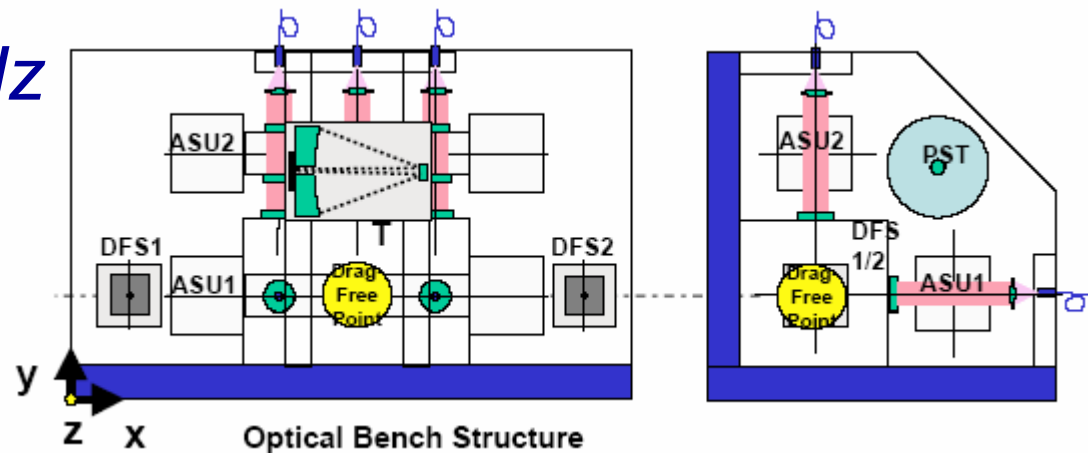 Iz
ASU2
ASU2
PST
T
DFS1
DFS2
DFS
1/2
ASU1
Drag
Free
Point
Drag
Free
Point
ASU1
y
z
x
Optical Bench Structure